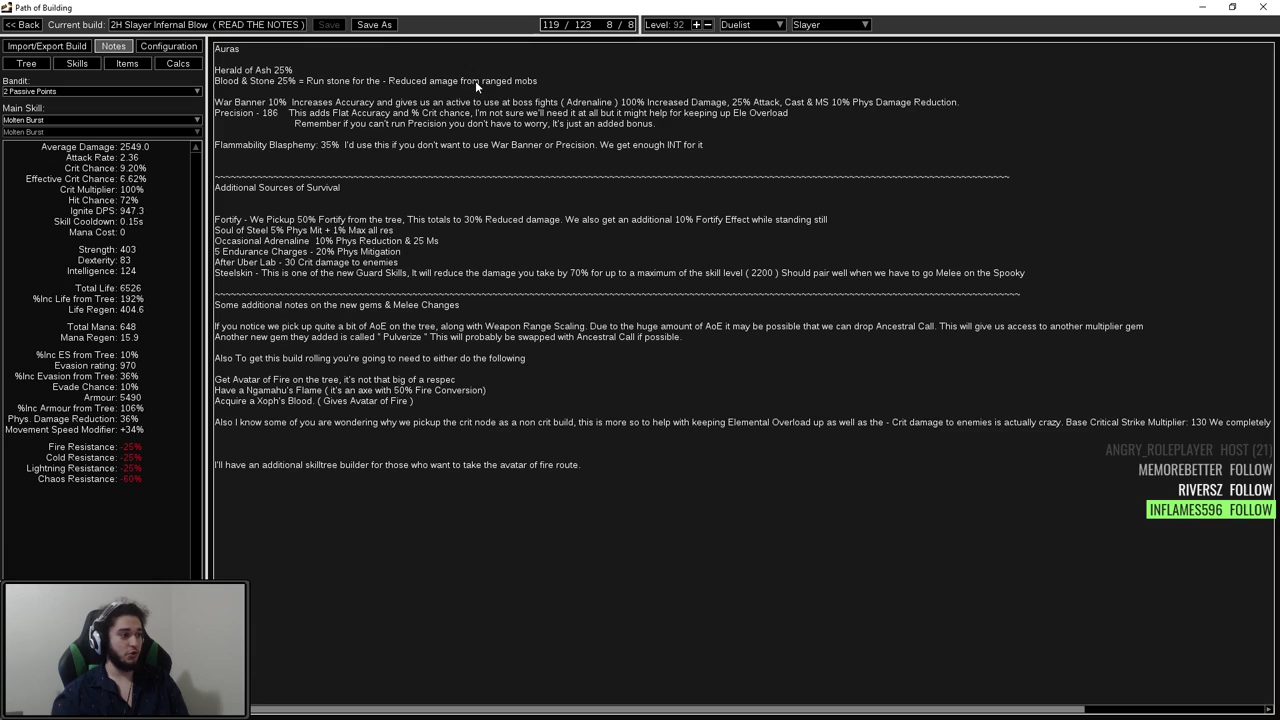 Path of Building
<< Back Current build: 2H Slayer Infernal Blow ( READ THE NOTES ) Save Save As 119 / 123 8 / 8 Level: 92 + - Duelist Slayer
Import/Export Build Notes Configuration
Tree Skills Items Calcs
Bandit:
2 Passive Points
Main Skill:
Molten Burst
Molten Burst
Average Damage: 2549.0
Attack Rate: 2.36
Crit Chance: 9.20%
Effective Crit Chance: 6.62%
Crit Multiplier: 100%
Hit Chance: 72%
Ignite DPS: 947.3
Skill Cooldown: 0.15s
Mana Cost: 0
Strength: 403
Dexterity: 83
Intelligence: 124
Total Life: 6526
%Inc Life from Tree: 192%
Life Regen: 404.6
Total Mana: 648
Mana Regen: 15.9
%Inc ES from Tree: 10%
Evasion rating: 970
%Inc Evasion from Tree: 36%
Evade Chance: 10%
Armour: 5490
%Inc Armour from Tree: 106%
Phys. Damage Reduction: 36%
Movement Speed Modifier: +34%
Fire Resistance: -25%
Cold Resistance: -25%
Lightning Resistance: -25%
Chaos Resistance: -60%
Auras
Herald of Ash 25%
Blood & Stone 25% = Run stone for the - Reduced amage from ranged mobs
War Banner 10% Increases Accuracy and gives us an active to use at boss fights ( Adrenaline ) 100% Increased Damage, 25% Attack, Cast & MS 10% Phys Damage Reduction.
Precision - 186 This adds Flat Accuracy and % Crit chance, I'm not sure we'll need it at all but it might help for keeping up Ele Overload
Remember if you can't run Precision you don't have to worry, It's just an added bonus.
Flammability Blasphemy: 35% I'd use this if you don't want to use War Banner or Precision. We get enough INT for it
Additional Sources of Survival
Fortify - We Pickup 50% Fortify from the tree, This totals to 30% Reduced damage. We also get an additional 10% Fortify Effect while standing still
Soul of Steel 5% Phys Mit + 1% Max all res
Occasional Adrenaline 10% Phys Reduction & 25 Ms
5 Endurance Charges - 20% Phys Mitigation
After Uber Lab - 30 Crit damage to enemies
Steelskin - This is one of the new Guard Skills, It will reduce the damage you take by 70% for up to a maximum of the skill level ( 2200 ) Should pair well when we have to go Melee on the Spooky
Some additional notes on the new gems & Melee Changes
If you notice we pick up quite a bit of AoE on the tree, along with Weapon Range Scaling. Due to the huge amount of AoE it may be possible that we can drop Ancestral Call. This will give us access to another multiplier gem
Another new gem they added is called " Pulverize " This will probably be swapped with Ancestral Call if possible.
Also To get this build rolling you're going to need to either do the following
Get Avatar of Fire on the tree, it's not that big of a respec
Have a Ngamahu's Flame ( it's an axe with 50% Fire Conversion)
Acquire a Xoph's Blood. ( Gives Avatar of Fire )
Also I know some of you are wondering why we pickup the crit node as a non crit build, this is more so to help with keeping Elemental Overload up as well as the - Crit damage to enemies is actually crazy. Base Critical Strike Multiplier: 130 We completely
I'll have an additional skilltree builder for those who want to take the avatar of fire route.
ANGRY_ROLEPLAYER HOST (21)
MEMOREBETTER FOLLOW
RIVERSZ FOLLOW
INFLAMES596 FOLLOW